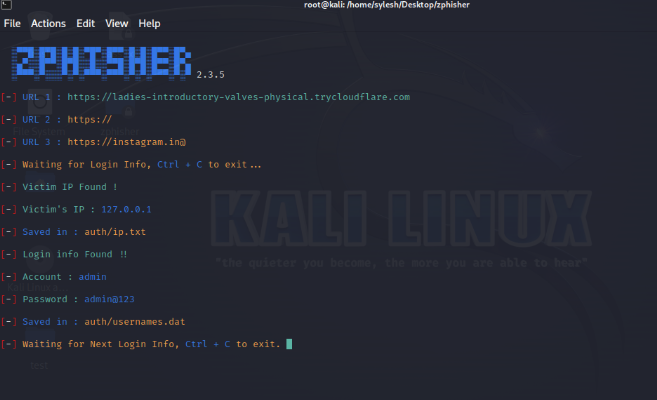 root@kali: /home/sylesh/Desktop/zphisher
File Actions Edit View Help
ZPHISHER 2.3.5
[-] URL 1 : https://ladies-introductory-valves-physical.trycloudflare.com
[-] URL 2 : https://
[-] URL 3 : https://instagram.in@
[-] Waiting for Login Info, Ctrl + C to exit...
[-] Victim IP Found !
[-] Victim's IP : 127.0.0.1
[-] Saved in : auth/ip.txt
[-] Login info Found !!
[-] Account : admin
[-] Password : admin@123
[-] Saved in : auth/usernames.dat
[-] Waiting for Next Login Info, Ctrl + C to exit.
KALI LINUX
"the quieter you become, the more you are able to hear"
File System
Test